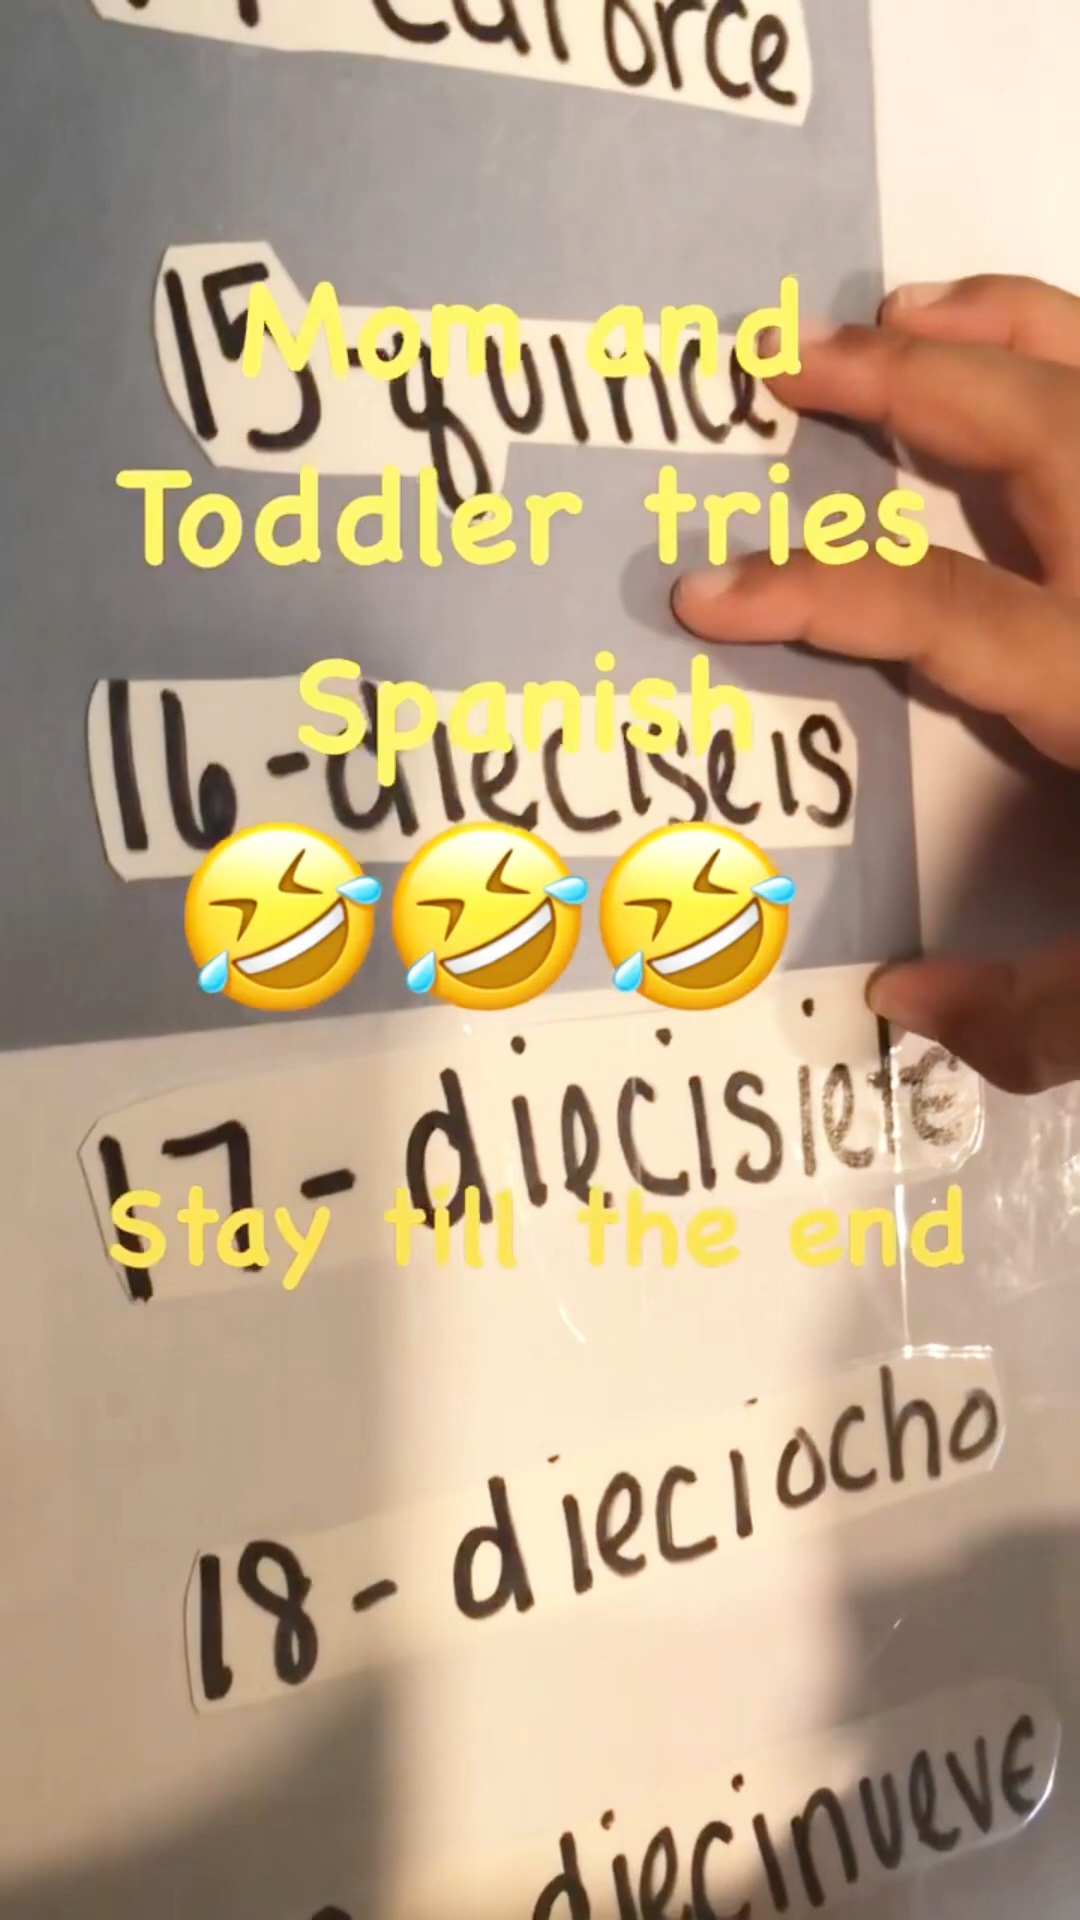 catorce
15-quince
Mom and
Toddler tries
Spanish
16-dieciseis
🤣🤣🤣
17-diecisiete
Stay till the end
18-dieciocho
diecinueve